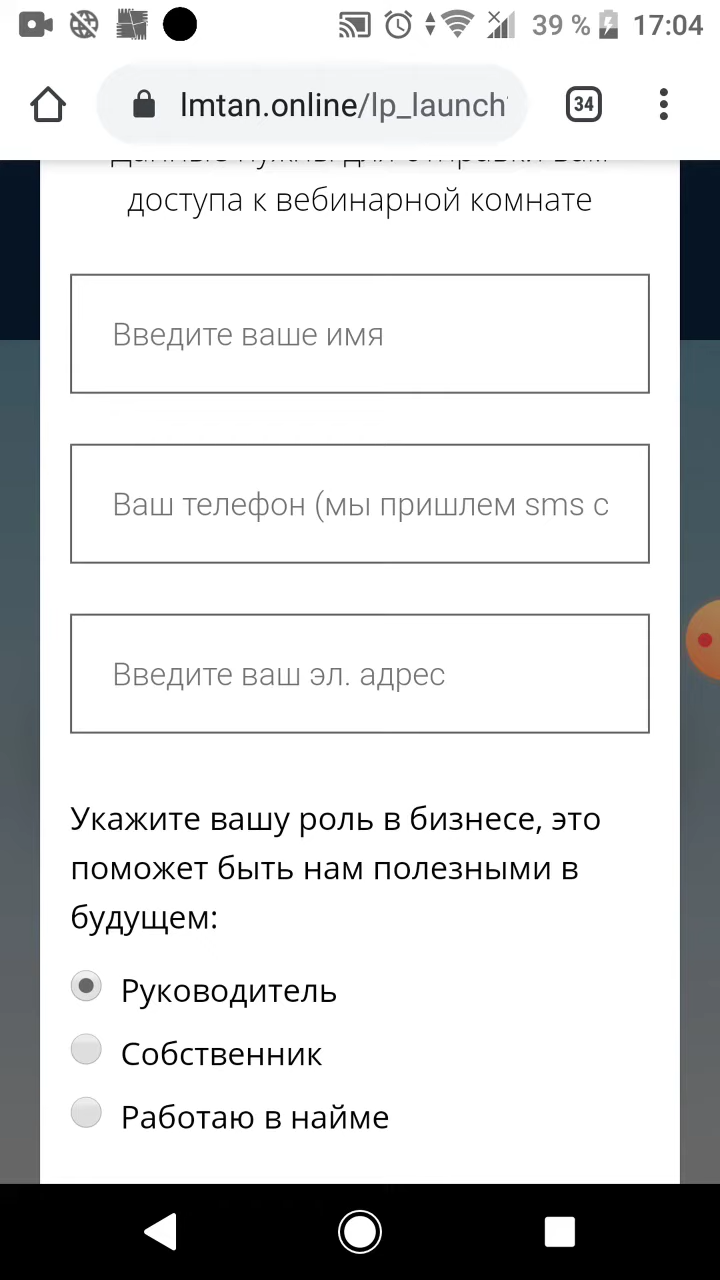 39 % 17:04
lmtan.online/lp_launch
34
доступа к вебинарной комнате
Введите ваше имя
Ваш телефон (мы пришлем sms с
Введите ваш эл. адрес
Укажите вашу роль в бизнесе, это
поможет быть нам полезными в
будущем:
Руководитель
Собственник
Работаю в найме